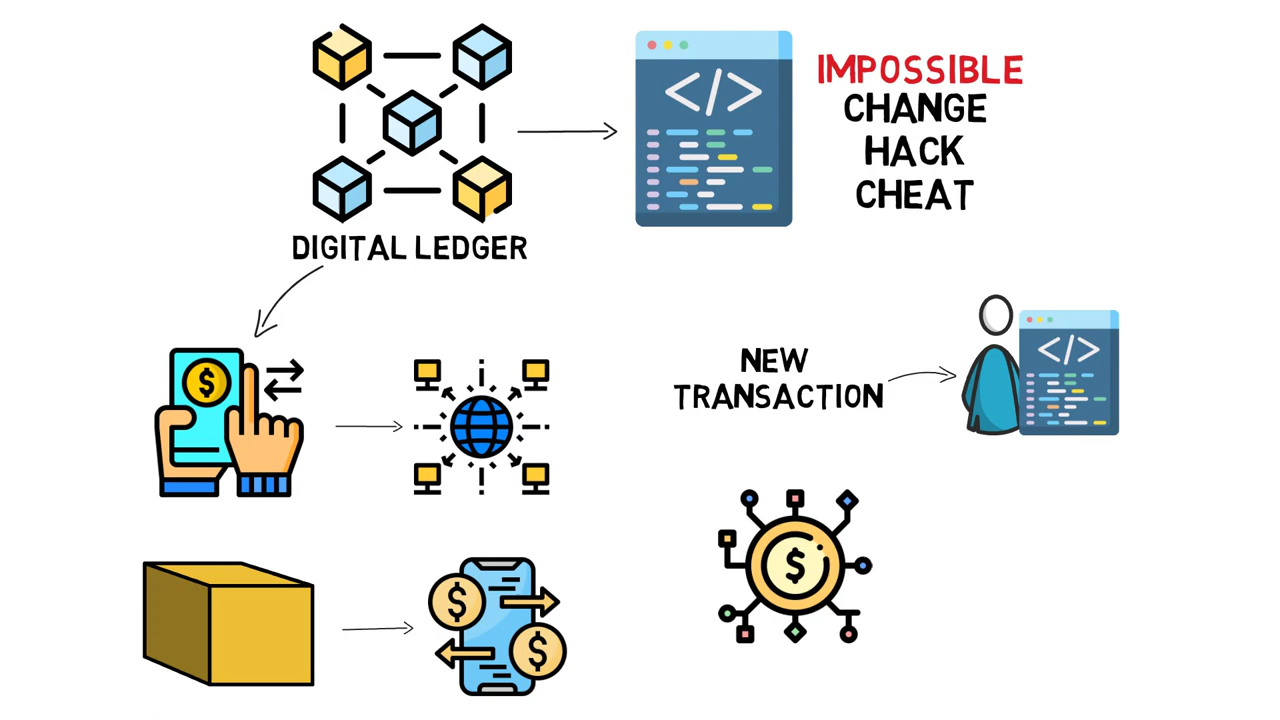 IMPOSSIBLE
CHANGE
HACK
CHEAT
DIGITAL LEDGER
NEW
TRANSACTION